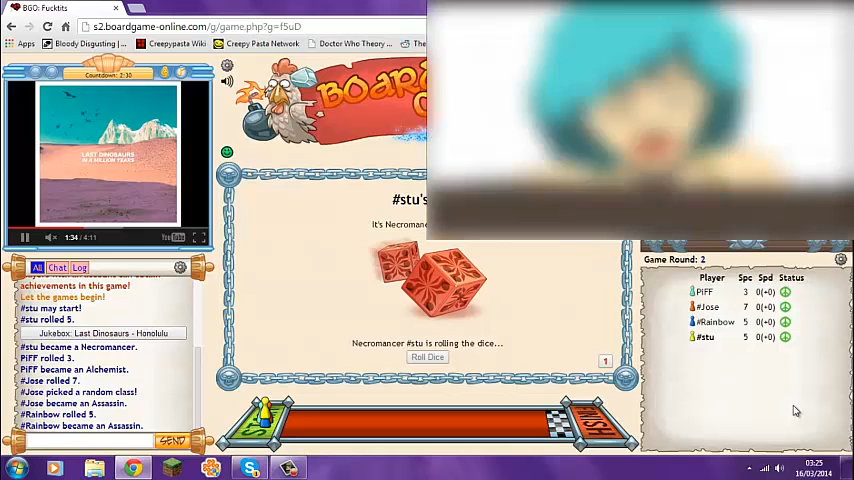 BGO: Fucktits
s2.boardgame-online.com/g/game.php?g=f5uD
Apps Bloody Disgusting! Creepypasta Wiki Creepy Pasta Network Doctor Who Theory ... The
Countdown: 2:30
LAST DINOSAURS
IN A MILLION YEARS
1:34 / 4:11
YouTube
BOAR
#stu's
It's Necromance
Necromancer #stu is rolling the dice...
Roll Dice
1
START
FINISH
All Chat Log
achievements in this game!
Let the games begin!
#stu may start!
#stu rolled 5.
Jukebox: Last Dinosaurs - Honolulu
#stu became a Necromancer.
PiFF rolled 3.
PiFF became an Alchemist.
#Jose rolled 7.
#Jose picked a random class!
#Jose became an Assassin.
#Rainbow rolled 5.
#Rainbow became an Assassin.
SEND
Game Round: 2
Player Spc Spd Status
PiFF 3 0(+0)
#Jose 7 0(+0)
#Rainbow 5 0(+0)
#stu 5 0(+0)
03:25
16/03/2014